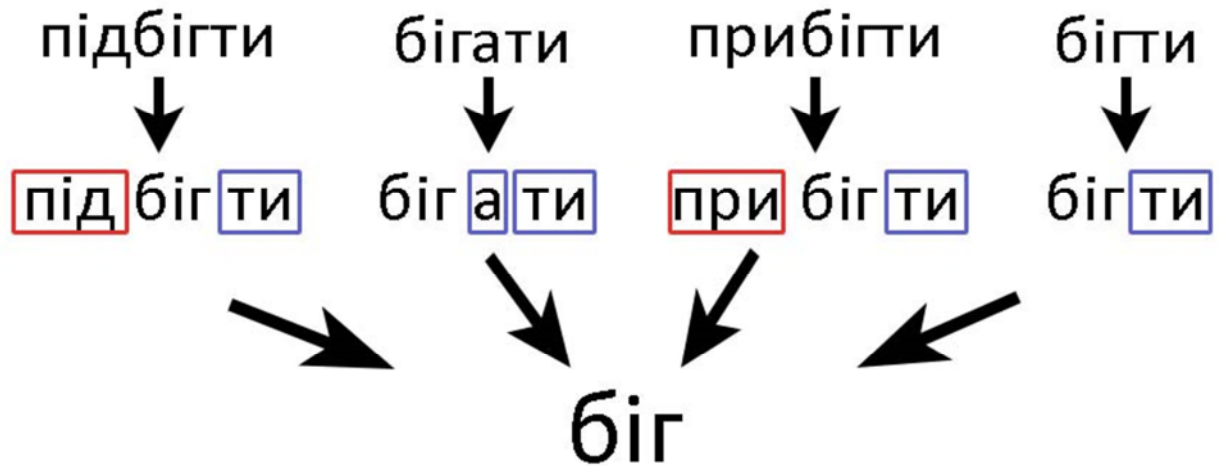 підбігти бігати прибігти бігти
під біг ти біг а ти при біг ти біг ти
біг